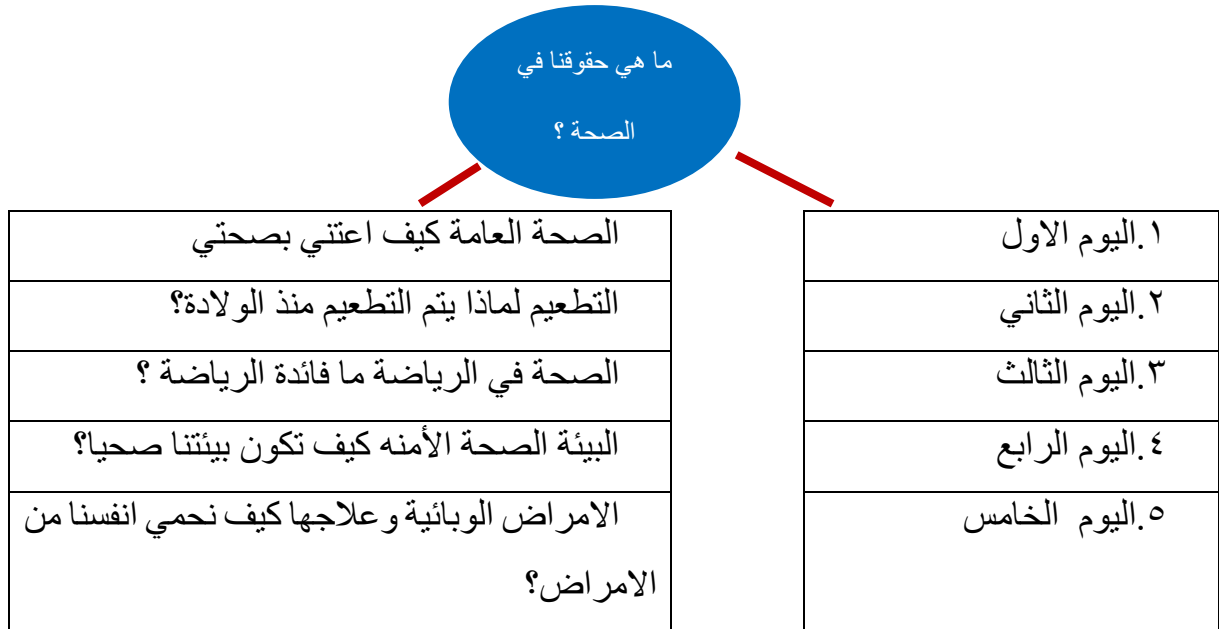 ما هي حقوقنا في
الصحة ؟
١.اليوم الاول
الصحة العامة كيف اعتني بصحتي
٢.اليوم الثاني
التطعيم لماذا يتم التطعيم منذ الولادة؟
٣.اليوم الثالث
الصحة في الرياضة ما فائدة الرياضة ؟
٤.اليوم الرابع
البيئة الصحة الأمنه كيف تكون بيئتنا صحيا؟
٥.اليوم الخامس
الامراض الوبائية وعلاجها كيف نحمي انفسنا من
الامراض؟